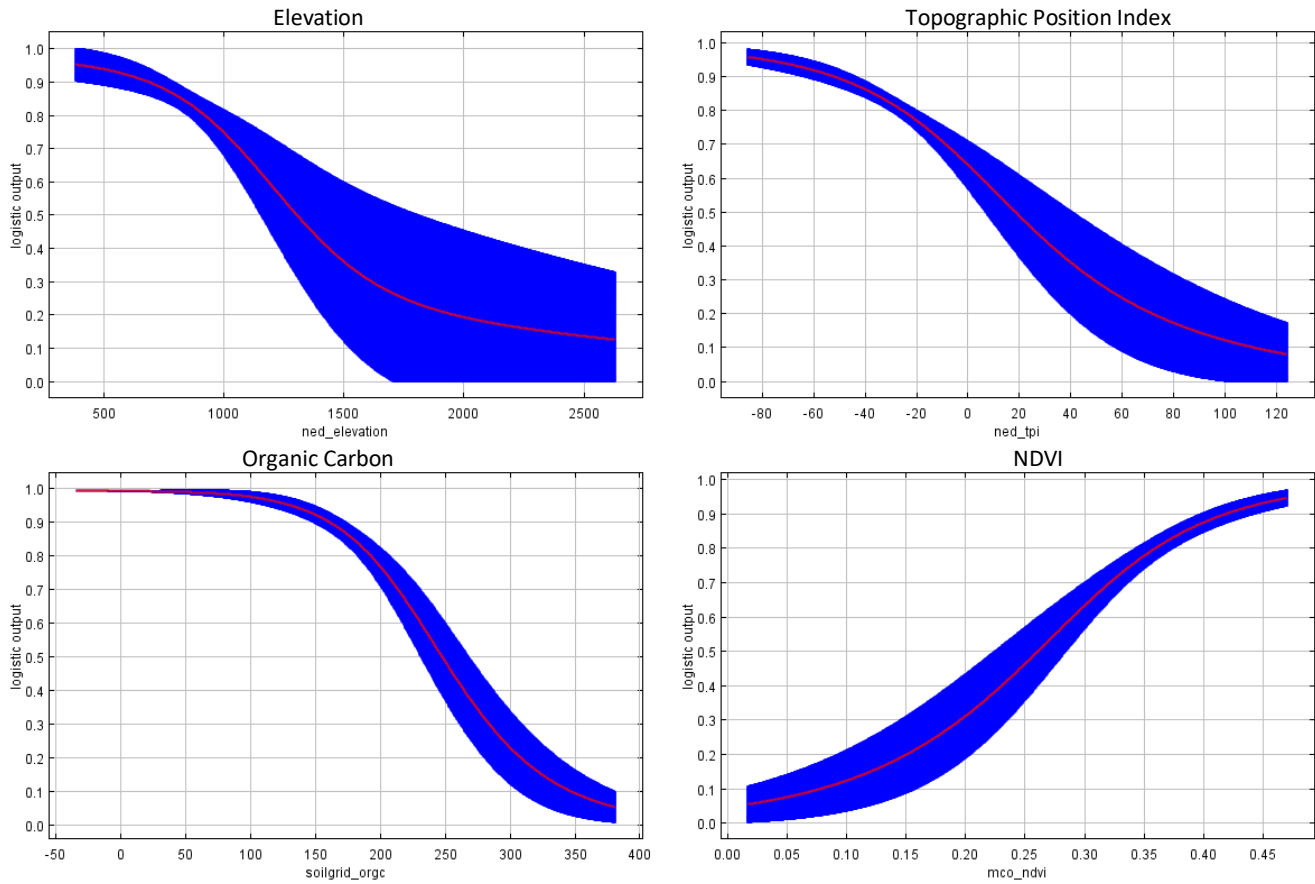 Elevation
logistic output
1.0
0.9
0.8
0.7
0.6
0.5
0.4
0.3
0.2
0.1
0.0
500 1000 1500 2000 2500
ned_elevation
Topographic Position Index
logistic output
1.0
0.9
0.8
0.7
0.6
0.5
0.4
0.3
0.2
0.1
0.0
-80 -60 -40 -20 0 20 40 60 80 100 120
ned_tpi
Organic Carbon
logistic output
1.0
0.9
0.8
0.7
0.6
0.5
0.4
0.3
0.2
0.1
0.0
-50 0 50 100 150 200 250 300 350 400
soilgrid_orgc
NDVI
logistic output
1.0
0.9
0.8
0.7
0.6
0.5
0.4
0.3
0.2
0.1
0.0
0.00 0.05 0.10 0.15 0.20 0.25 0.30 0.35 0.40 0.45
mco_ndvi